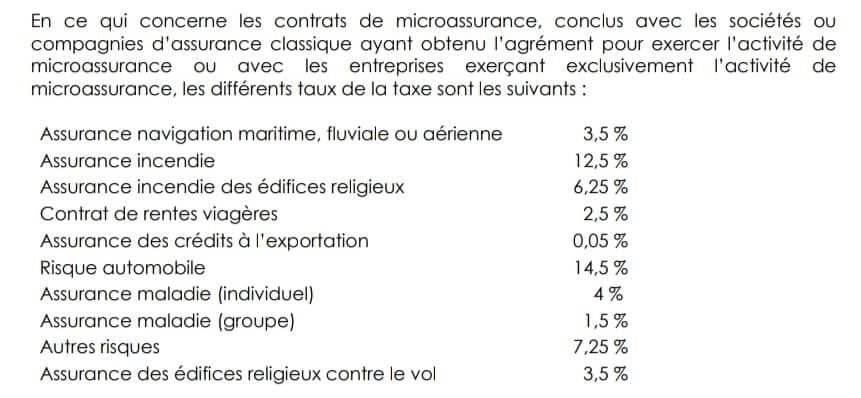 En ce qui concerne les contrats de microassurance, conclus avec les sociétés ou
compagnies d'assurance classique ayant obtenu l'agrément pour exercer l'activité de
microassurance ou avec les entreprises exerçant exclusivement l'activité de
microassurance, les différents taux de la taxe sont les suivants :
Assurance navigation maritime, fluviale ou aérienne 3,5 %
Assurance incendie 12,5 %
Assurance incendie des édifices religieux 6,25 %
Contrat de rentes viagères 2,5 %
Assurance des crédits à l'exportation 0,05 %
Risque automobile 14,5 %
Assurance maladie (individuel) 4 %
Assurance maladie (groupe) 1,5 %
Autres risques 7,25 %
Assurance des édifices religieux contre le vol 3,5 %